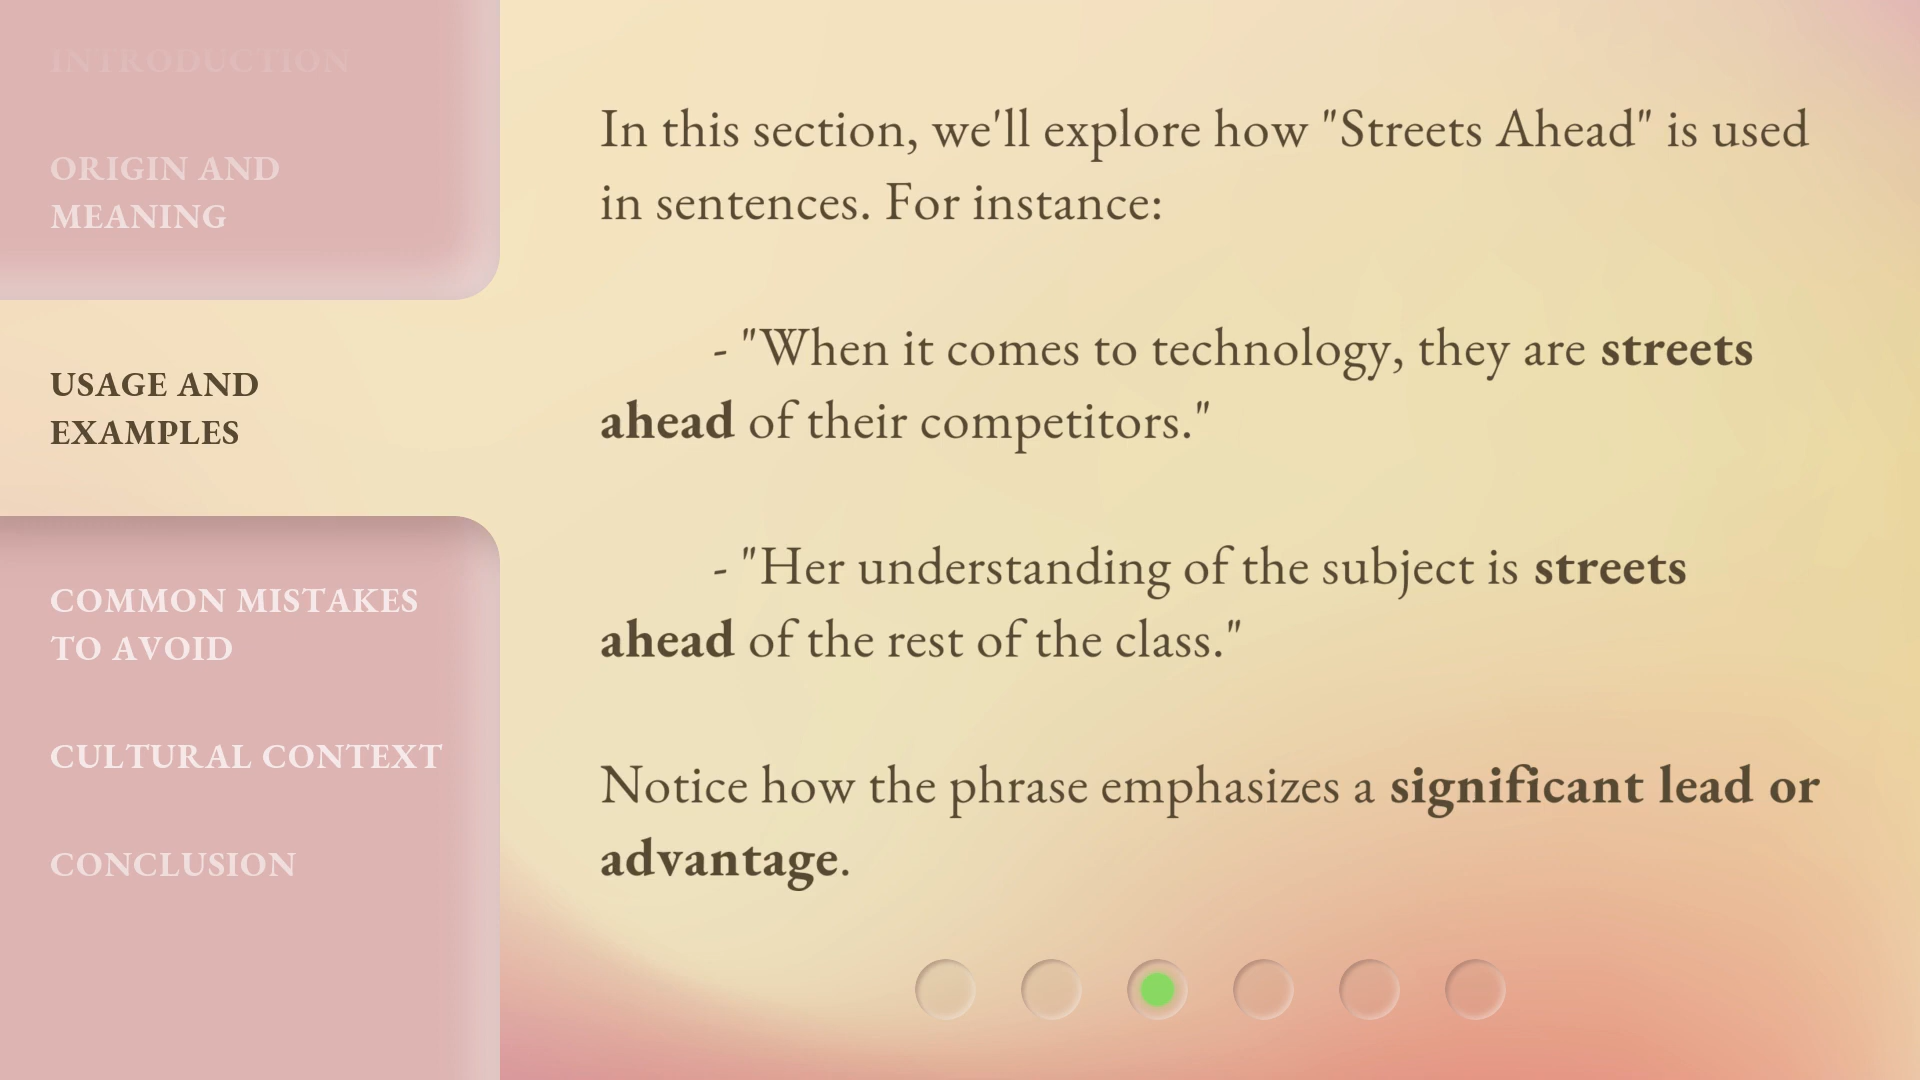 INTRODUCTION
ORIGIN AND
MEANING
USAGE AND
EXAMPLES
COMMON MISTAKES
TO AVOID
CULTURAL CONTEXT
CONCLUSION
In this section, we'll explore how "Streets Ahead" is used
in sentences. For instance:
- "When it comes to technology, they are streets
ahead of their competitors."
- "Her understanding of the subject is streets
ahead of the rest of the class."
Notice how the phrase emphasizes a significant lead or
advantage.